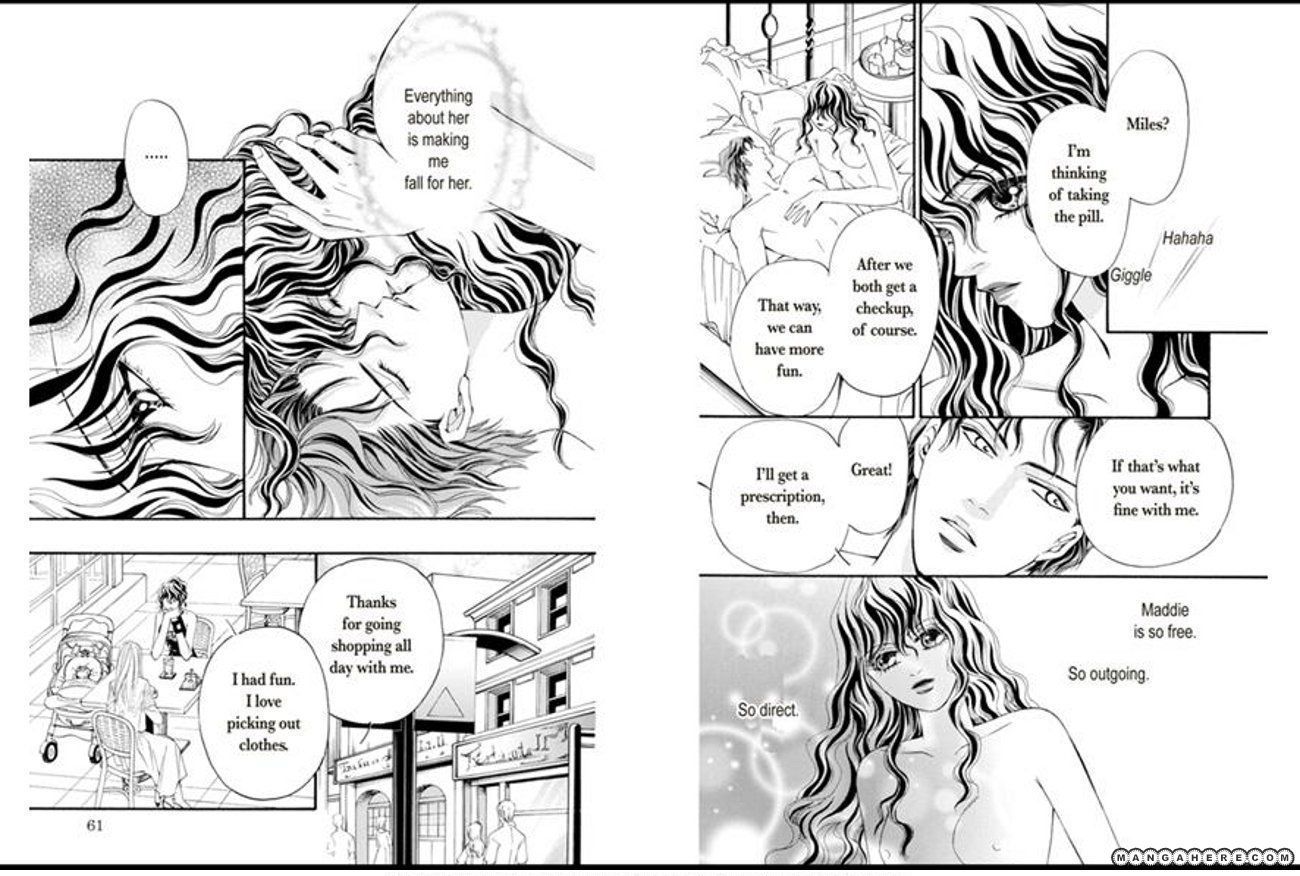 Miles?
I'm
thinking
of taking
the pill.
Hahaha
Giggle
After we
both get a
checkup,
of course.
That way,
we can
have more
fun.
If that's what
you want, it's
fine with me.
Great!
I'll get a
prescription,
then.
Maddie
is so free.
So outgoing.
So direct.
Everything
about her
is making
me
fall for her.
.....
Thanks
for going
shopping all
day with me.
I had fun.
I love
picking out
clothes.
61
MANGAHERE.COM